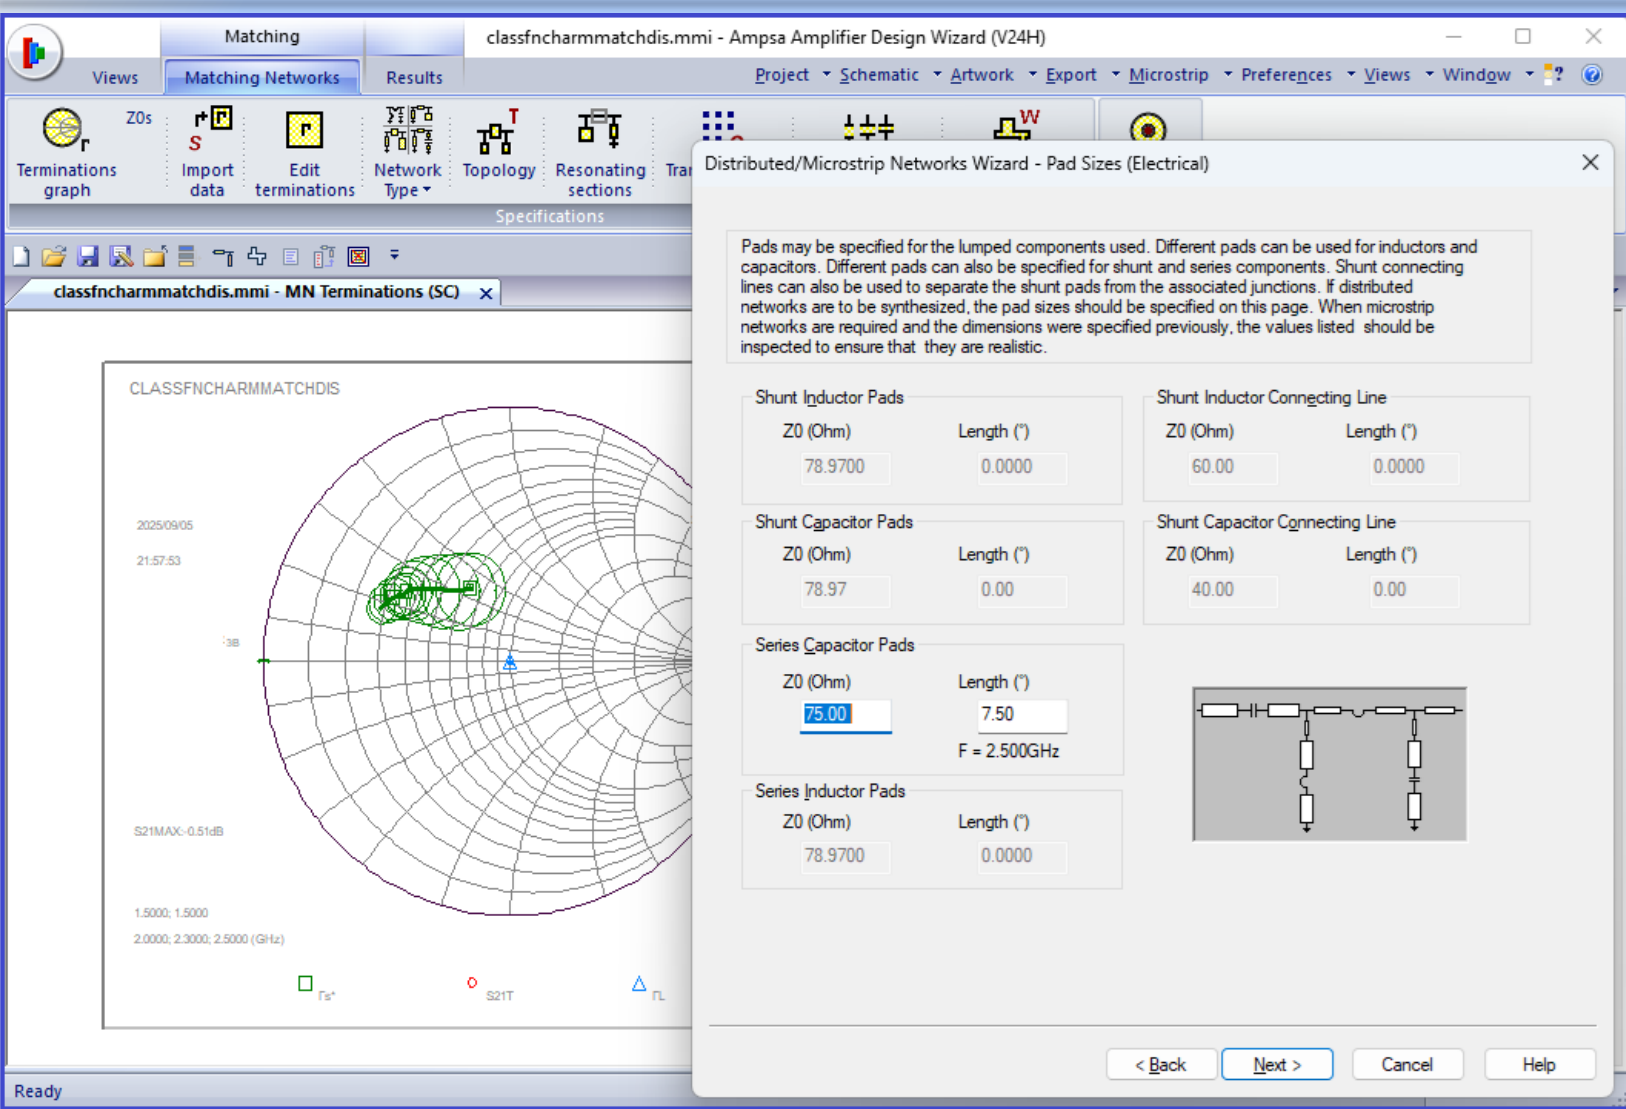 Matching
classfncharmmatchdis.mmi - Ampsa Amplifier Design Wizard (V24H)
Views
Matching Networks
Results
Project
Schematic
Artwork
Export
Microstrip
Preferences
Views
Window
Terminations graph
Z0s
Import data
Edit terminations
Network Type
Topology
Resonating sections
Specifications
classfncharmmatchdis.mmi - MN Terminations (SC)
CLASSFNCHARMMATCHDIS
2025/09/05
21:57:53
S21MAX:-0.51dB
1.5000; 1.5000
2.0000; 2.3000; 2.5000 (GHz)
Γs*
S21T
ΓL
Ready
Distributed/Microstrip Networks Wizard - Pad Sizes (Electrical)
Pads may be specified for the lumped components used. Different pads can be used for inductors and
capacitors. Different pads can also be specified for shunt and series components. Shunt connecting
lines can also be used to separate the shunt pads from the associated junctions. If distributed
networks are to be synthesized, the pad sizes should be specified on this page. When microstrip
networks are required and the dimensions were specified previously, the values listed should be
inspected to ensure that they are realistic.
Shunt Inductor Pads
Z0 (Ohm)
Length (°)
78.9700
0.0000
Shunt Inductor Connecting Line
Z0 (Ohm)
Length (°)
60.00
0.0000
Shunt Capacitor Pads
Z0 (Ohm)
Length (°)
78.97
0.00
Shunt Capacitor Connecting Line
Z0 (Ohm)
Length (°)
40.00
0.00
Series Capacitor Pads
Z0 (Ohm)
Length (°)
75.00
7.50
F = 2.500GHz
Series Inductor Pads
Z0 (Ohm)
Length (°)
78.9700
0.0000
< Back
Next >
Cancel
Help